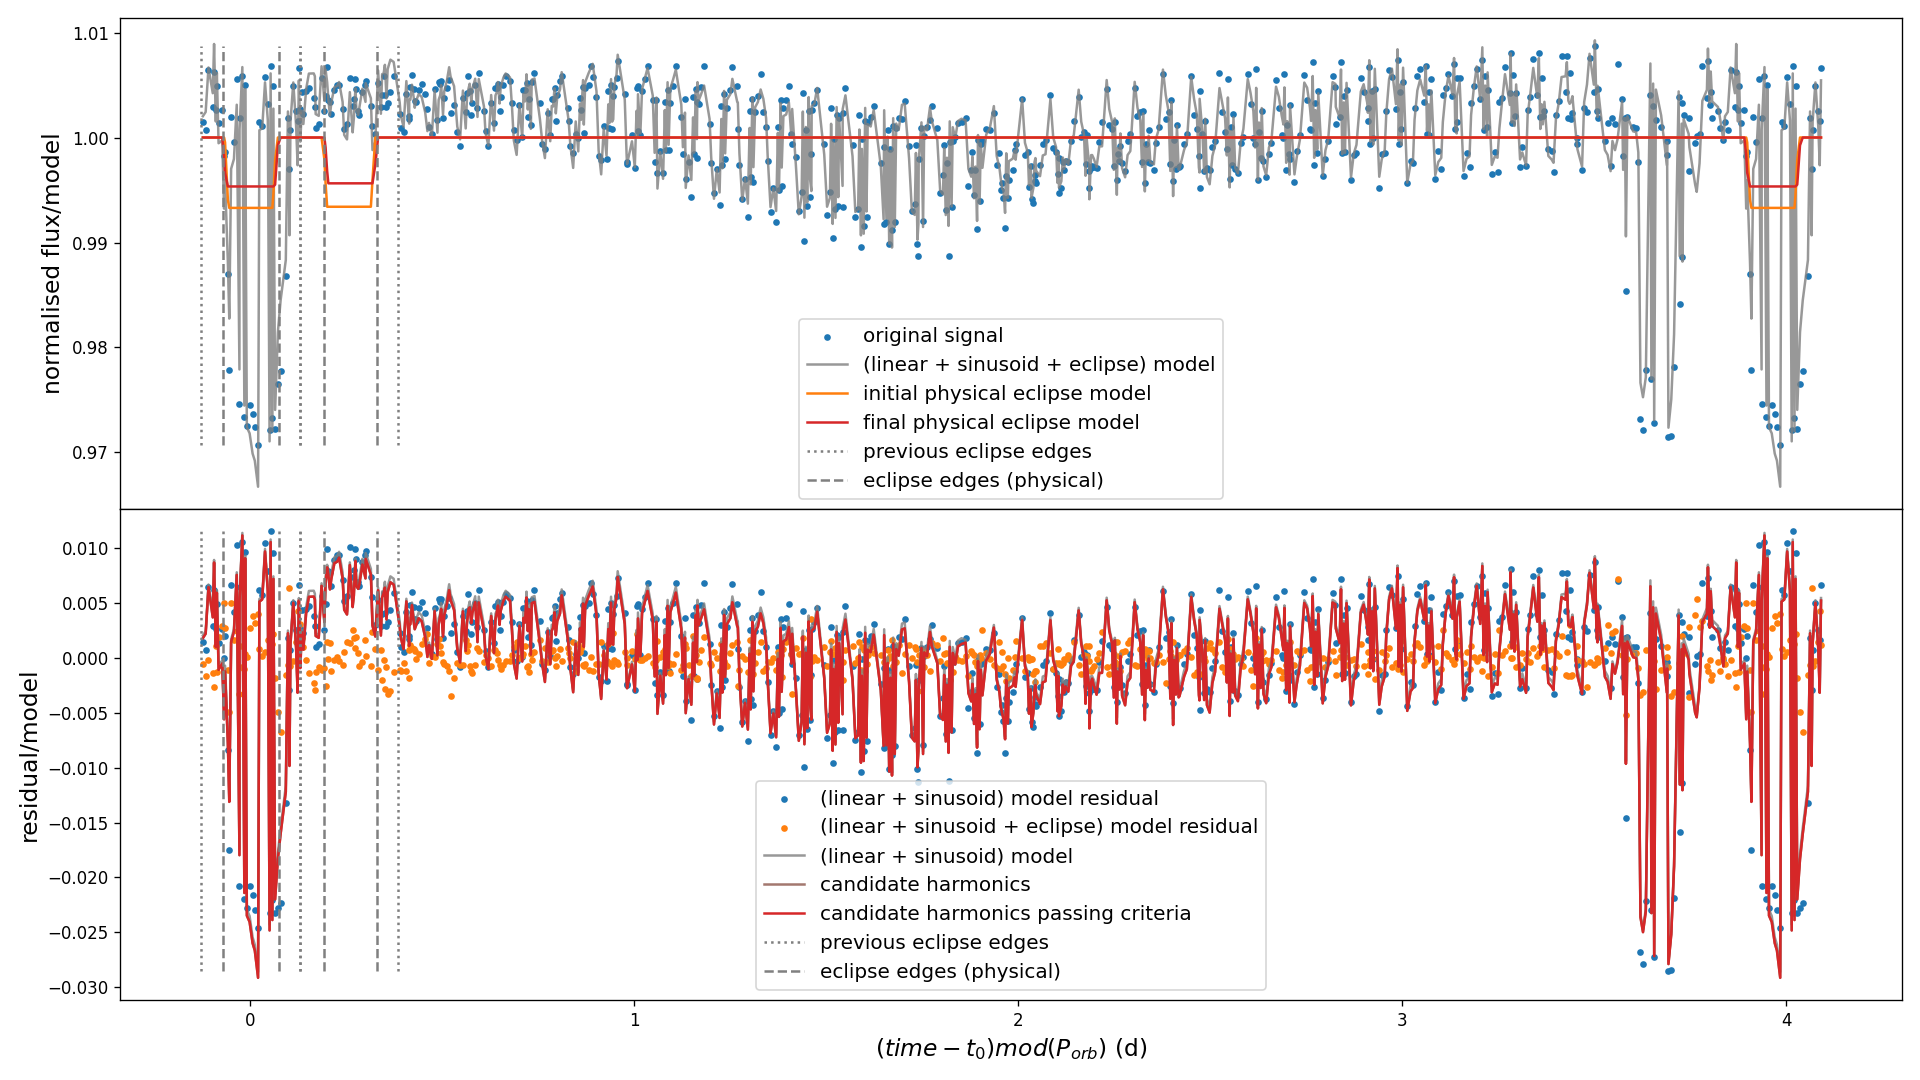 1.01
1.00
0.99
0.98
0.97
normalised flux/model
original signal
(linear + sinusoid + eclipse) model
initial physical eclipse model
final physical eclipse model
previous eclipse edges
eclipse edges (physical)
0.010
0.005
0.000
−0.005
−0.010
−0.015
−0.020
−0.025
−0.030
residual/model
(linear + sinusoid) model residual
(linear + sinusoid + eclipse) model residual
(linear + sinusoid) model
candidate harmonics
candidate harmonics passing criteria
previous eclipse edges
eclipse edges (physical)
0 1 2 3 4
(time − t₀)mod(Pₒᵣb) (d)